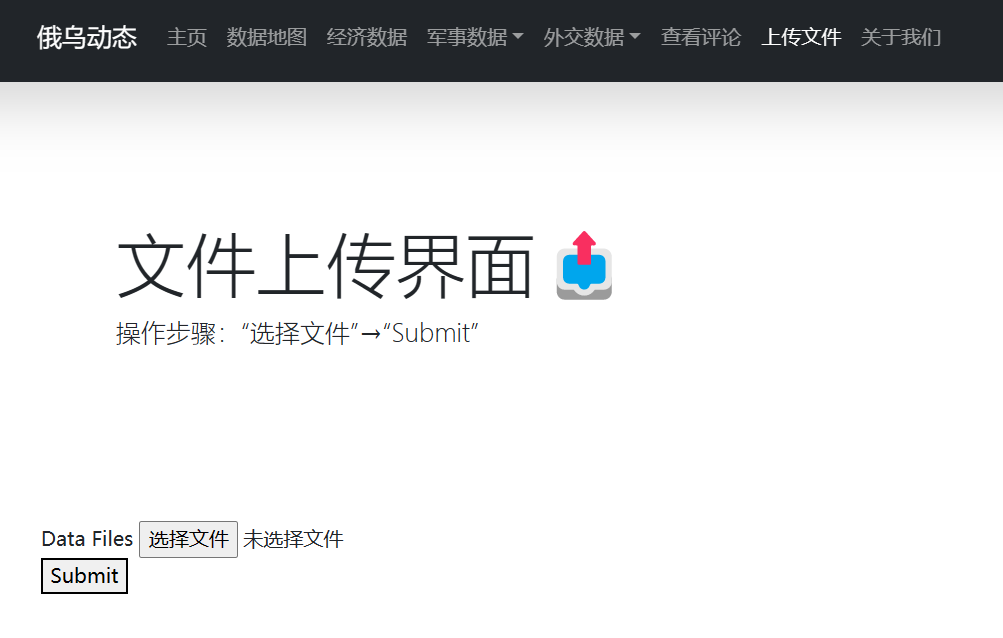 俄乌动态 主页 数据地图 经济数据 军事数据 外交数据 查看评论 上传文件 关于我们
文件上传界面
操作步骤：“选择文件”→“Submit”
Data Files 选择文件 未选择文件
Submit